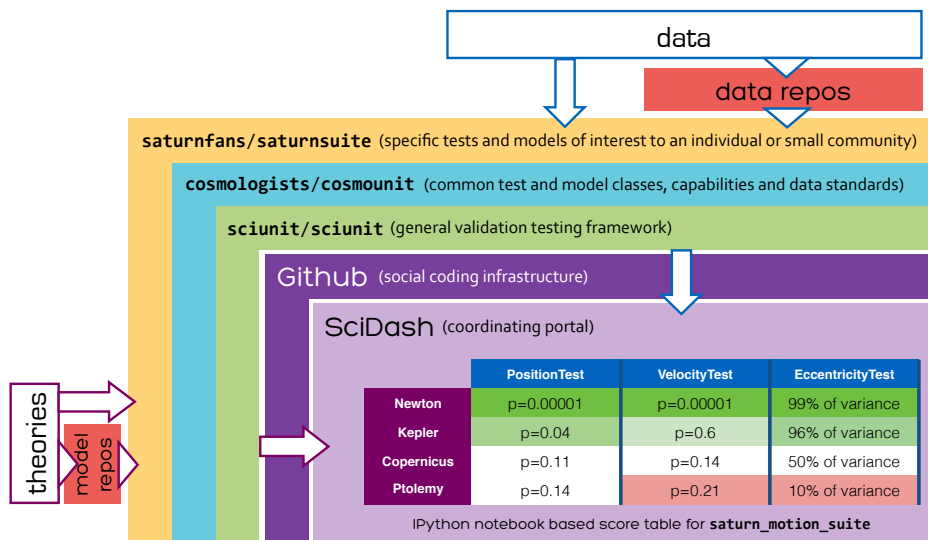 data
data repos
saturnfans/saturnsuite (specific tests and models of interest to an individual or small community)
cosmologists/cosmounit (common test and model classes, capabilities and data standards)
sciunit/sciunit (general validation testing framework)
Github (social coding infrastructure)
SciDash (coordinating portal)
PositionTest VelocityTest EccentricityTest
Newton p=0.00001 p=0.00001 99% of variance
Kepler p=0.04 p=0.6 96% of variance
Copernicus p=0.11 p=0.14 50% of variance
Ptolemy p=0.14 p=0.21 10% of variance
IPython notebook based score table for saturn_motion_suite
theories
model
repos